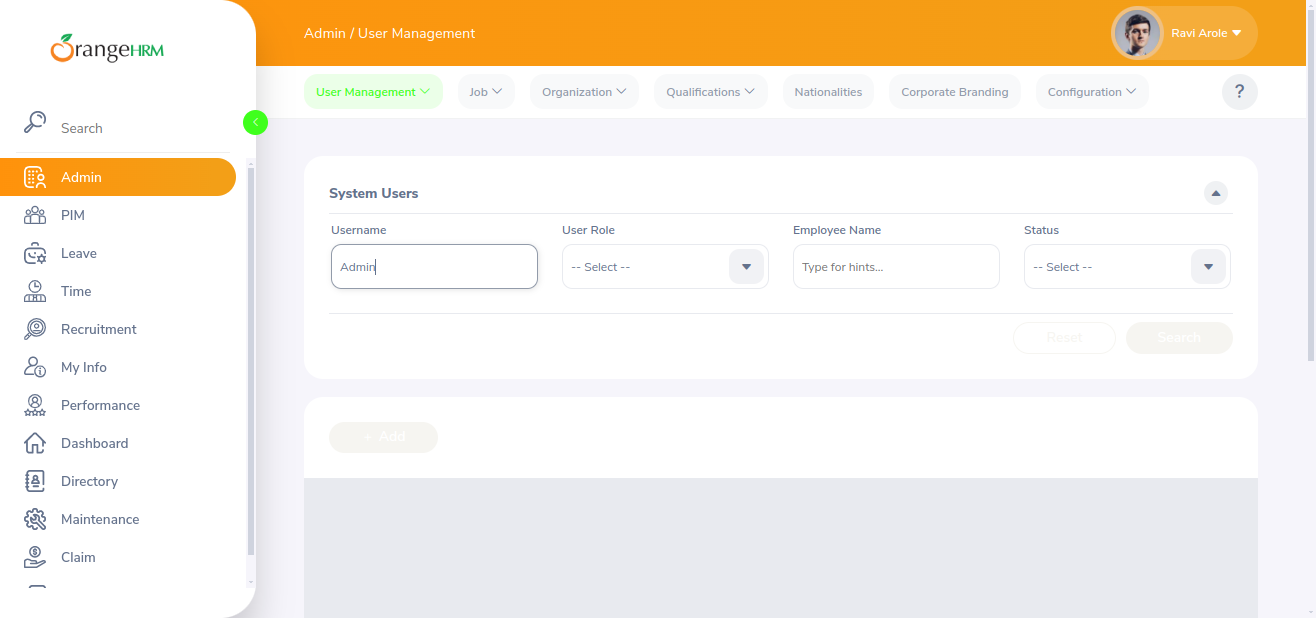 OrangeHRM
Admin / User Management
Ravi Arole
User Management
Job
Organization
Qualifications
Nationalities
Corporate Branding
Configuration
?
Search
Admin
PIM
Leave
Time
Recruitment
My Info
Performance
Dashboard
Directory
Maintenance
Claim
System Users
Username
User Role
Employee Name
Status
Admin
-- Select --
Type for hints...
-- Select --
Reset
Search
+ Add